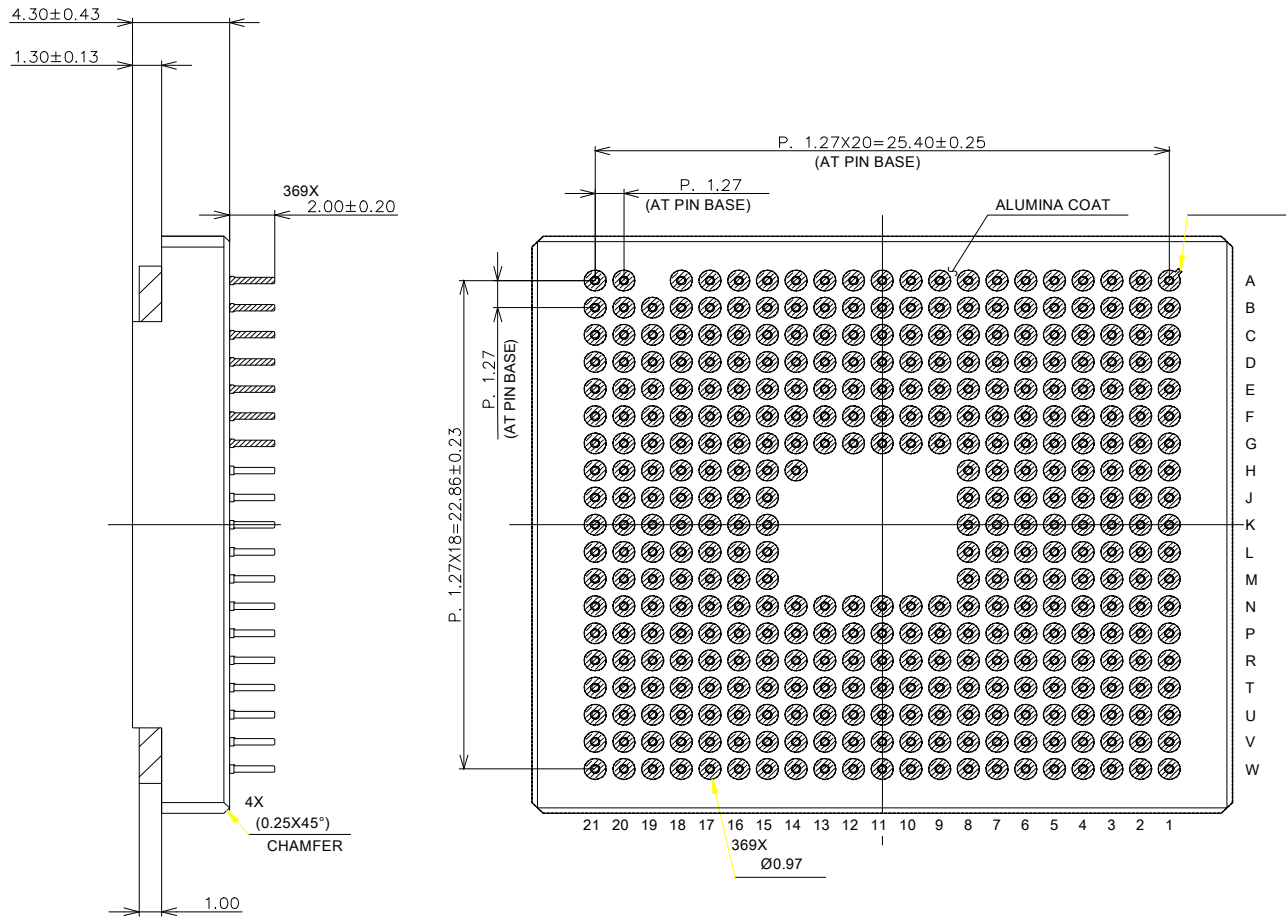 4.30±0.43
1.30±0.13
369X
2.00±0.20
P. 1.27X20=25.40±0.25
(AT PIN BASE)
P. 1.27
(AT PIN BASE)
ALUMINA COAT
P. 1.27
(AT PIN BASE)
P. 1.27X18=22.86±0.23
A
B
C
D
E
F
G
H
J
K
L
M
N
P
R
T
U
V
W
21 20 19 18 17 16 15 14 13 12 11 10 9 8 7 6 5 4 3 2 1
369X
Ø0.97
4X
(0.25X45°)
CHAMFER
1.00